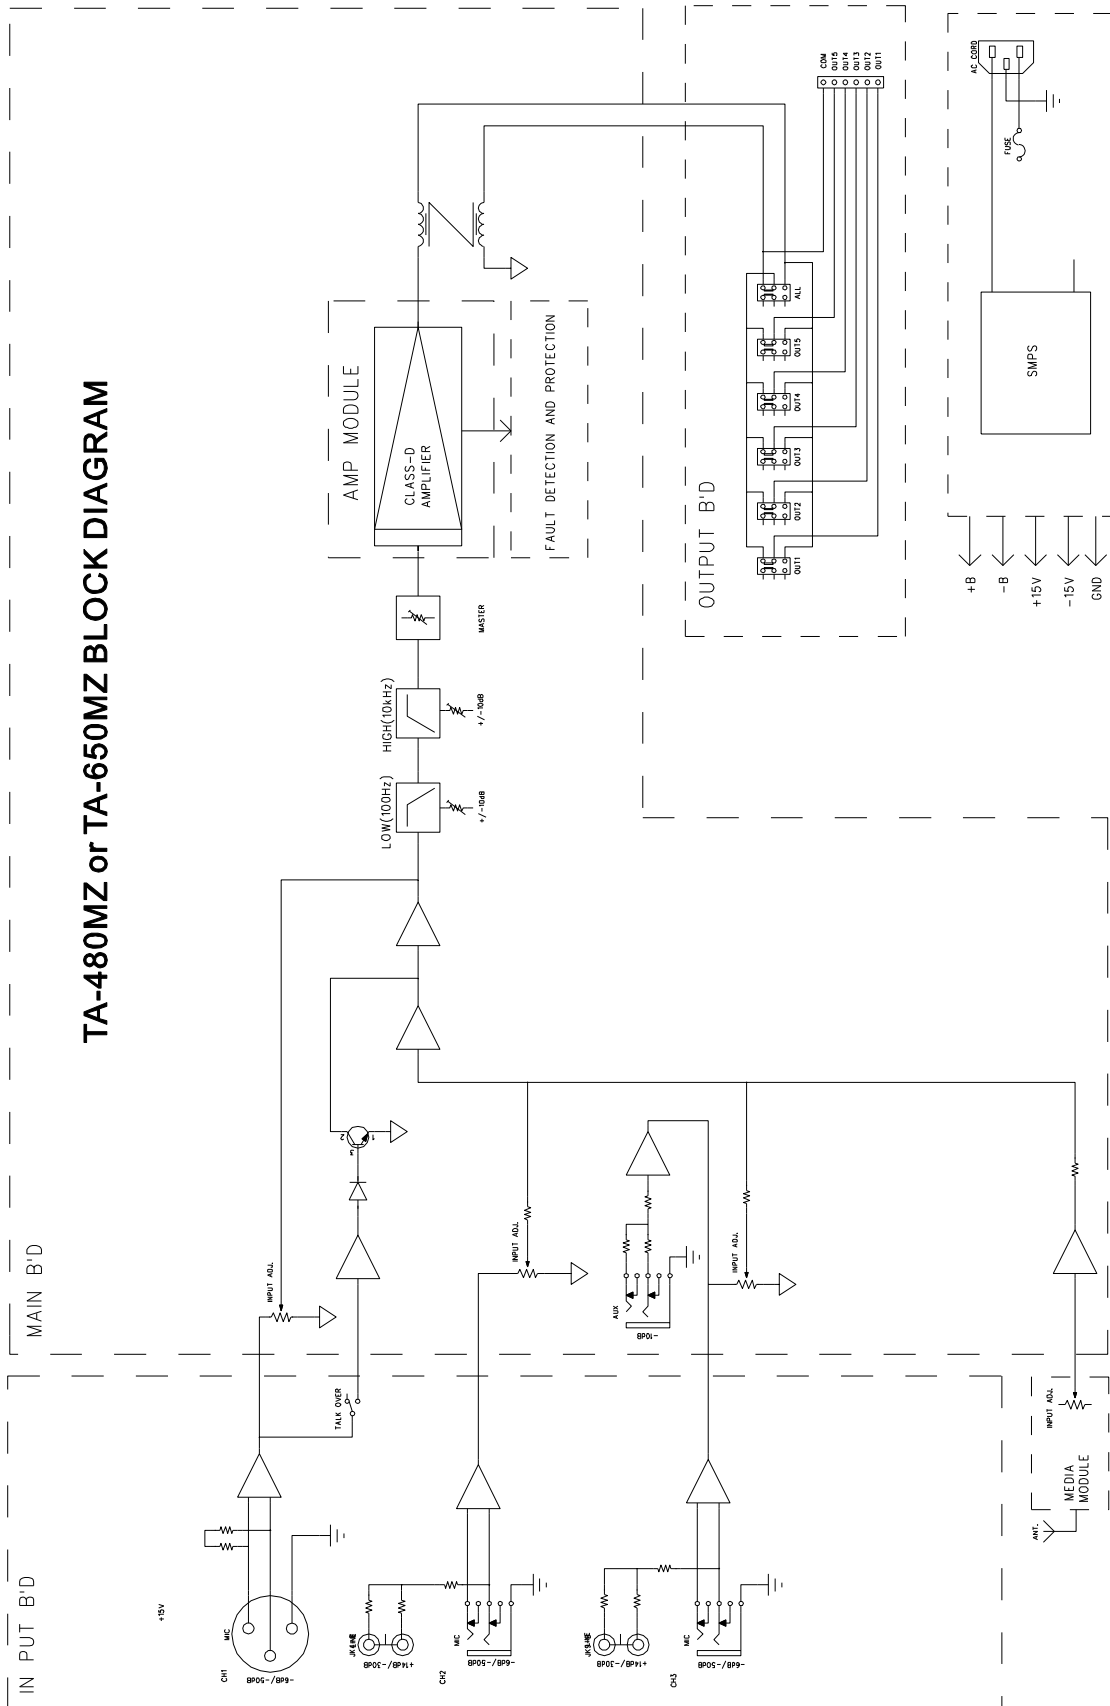 TA-480MZ or TA-650MZ BLOCK DIAGRAM
IN PUT B'D
+15V
CH1
MIC
-6dB/-50dB
TALK OVER
JK
+14dB/-30dB
CH2
MIC
-6dB/-50dB
+14dB/-30dB
CH3
MIC
-6dB/-50dB
MEDIA
MODULE
ANT.
INPUT ADJ.
MAIN B'D
INPUT ADJ.
1
2
3
INPUT ADJ.
AUX
-10dB
INPUT ADJ.
LOW(100Hz)
+/-10dB
HIGH(10kHz)
+/-10dB
MASTER
AMP MODULE
CLASS-D
AMPLIFIER
FAULT DETECTION AND PROTECTION
OUTPUT B'D
OUT1
OUT2
OUT3
OUT4
OUT5
ALL
COM
OUT5
OUT4
OUT3
OUT2
OUT1
AC CORD
FUSE
SMPS
+B
-B
+15V
-15V
GND